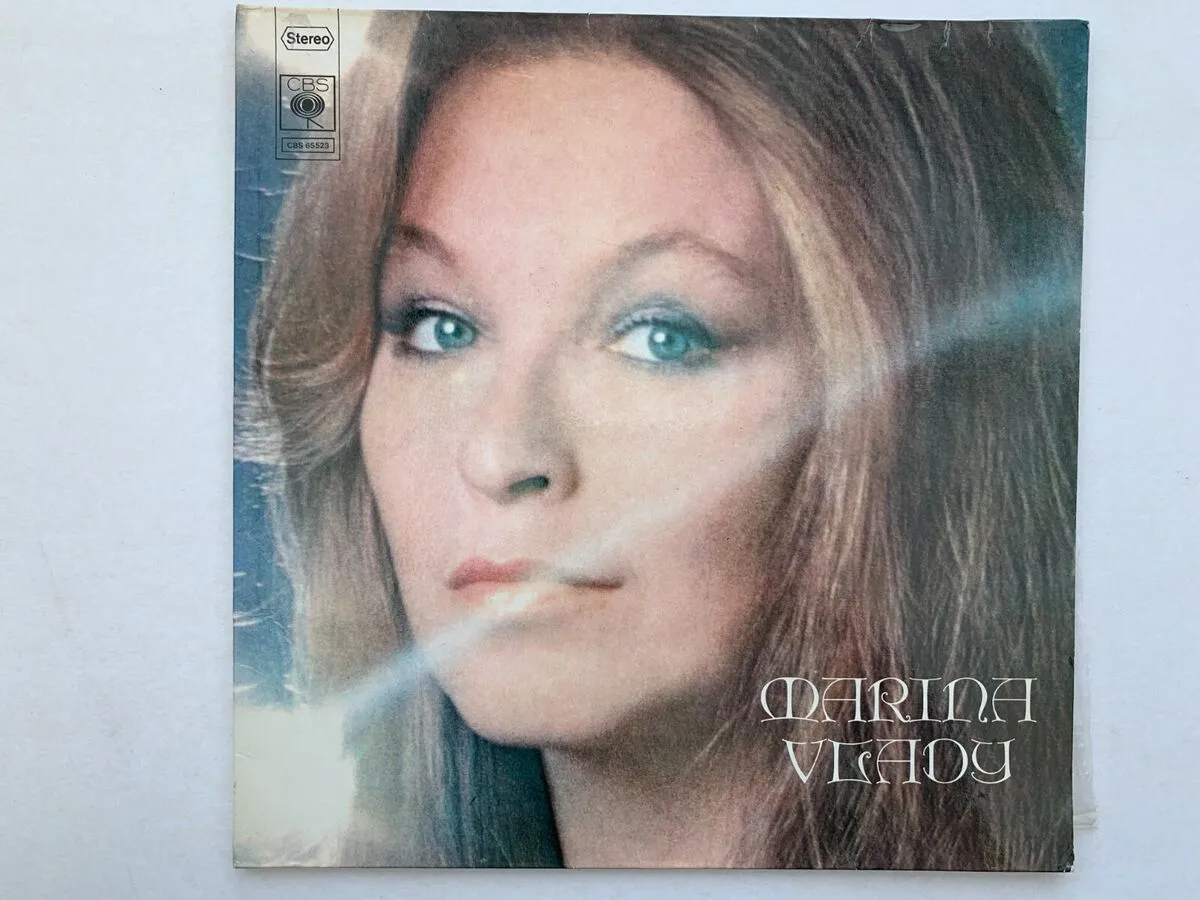 Stereo
CBS
CBS 65523
MARINA
VLADY